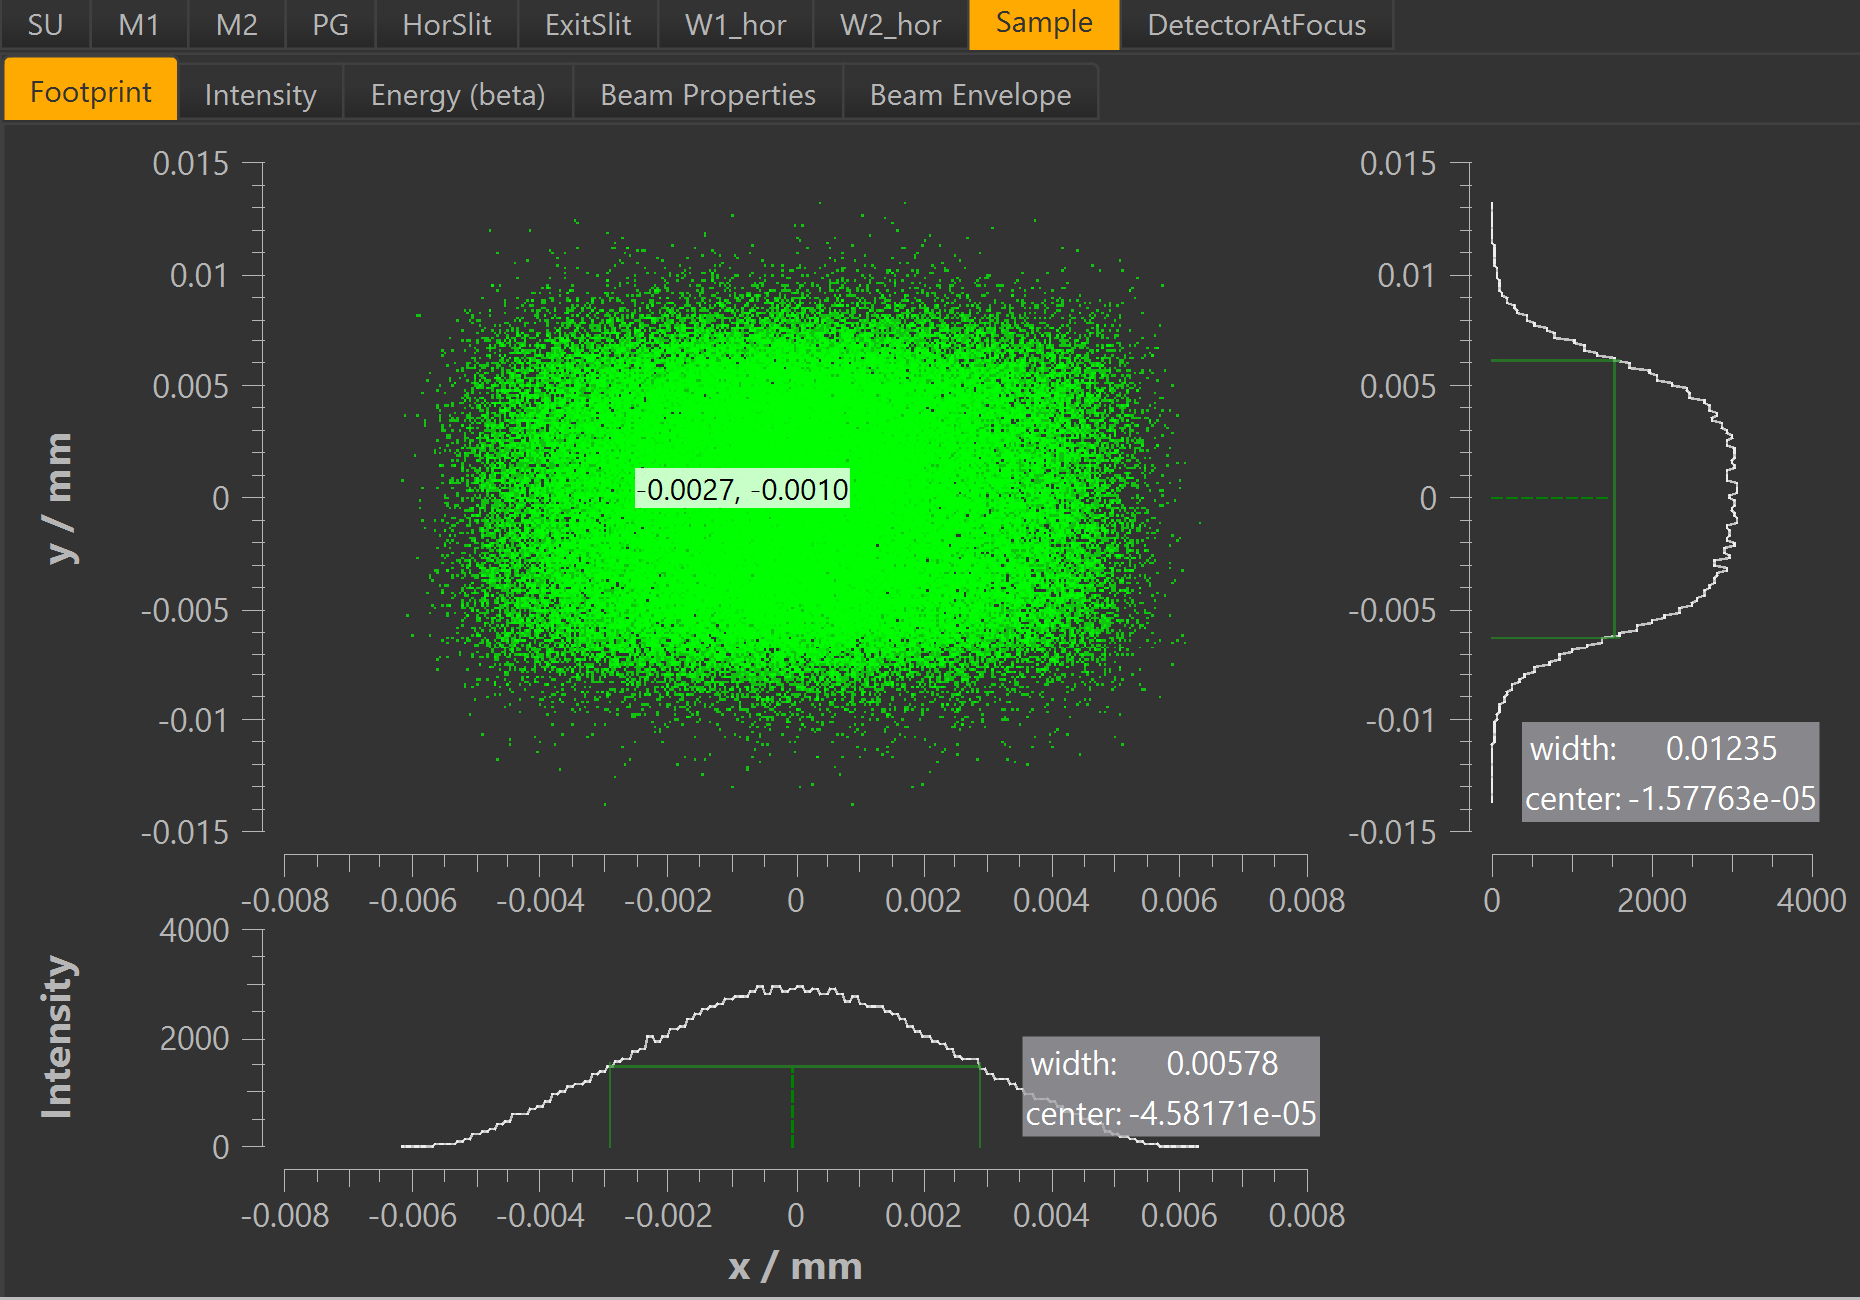 SU M1 M2 PG HorSlit ExitSlit W1_hor W2_hor Sample DetectorAtFocus
Footprint Intensity Energy (beta) Beam Properties Beam Envelope
y / mm
0.015
0.01
0.005
0
-0.005
-0.01
-0.015
-0.0027, -0.0010
-0.008 -0.006 -0.004 -0.002 0 0.002 0.004 0.006 0.008
0.015
0.01
0.005
0
-0.005
-0.01
-0.015
width: 0.01235
center: -1.57763e-05
0 2000 4000
Intensity
4000
2000
0
width: 0.00578
center: -4.58171e-05
-0.008 -0.006 -0.004 -0.002 0 0.002 0.004 0.006 0.008
x / mm